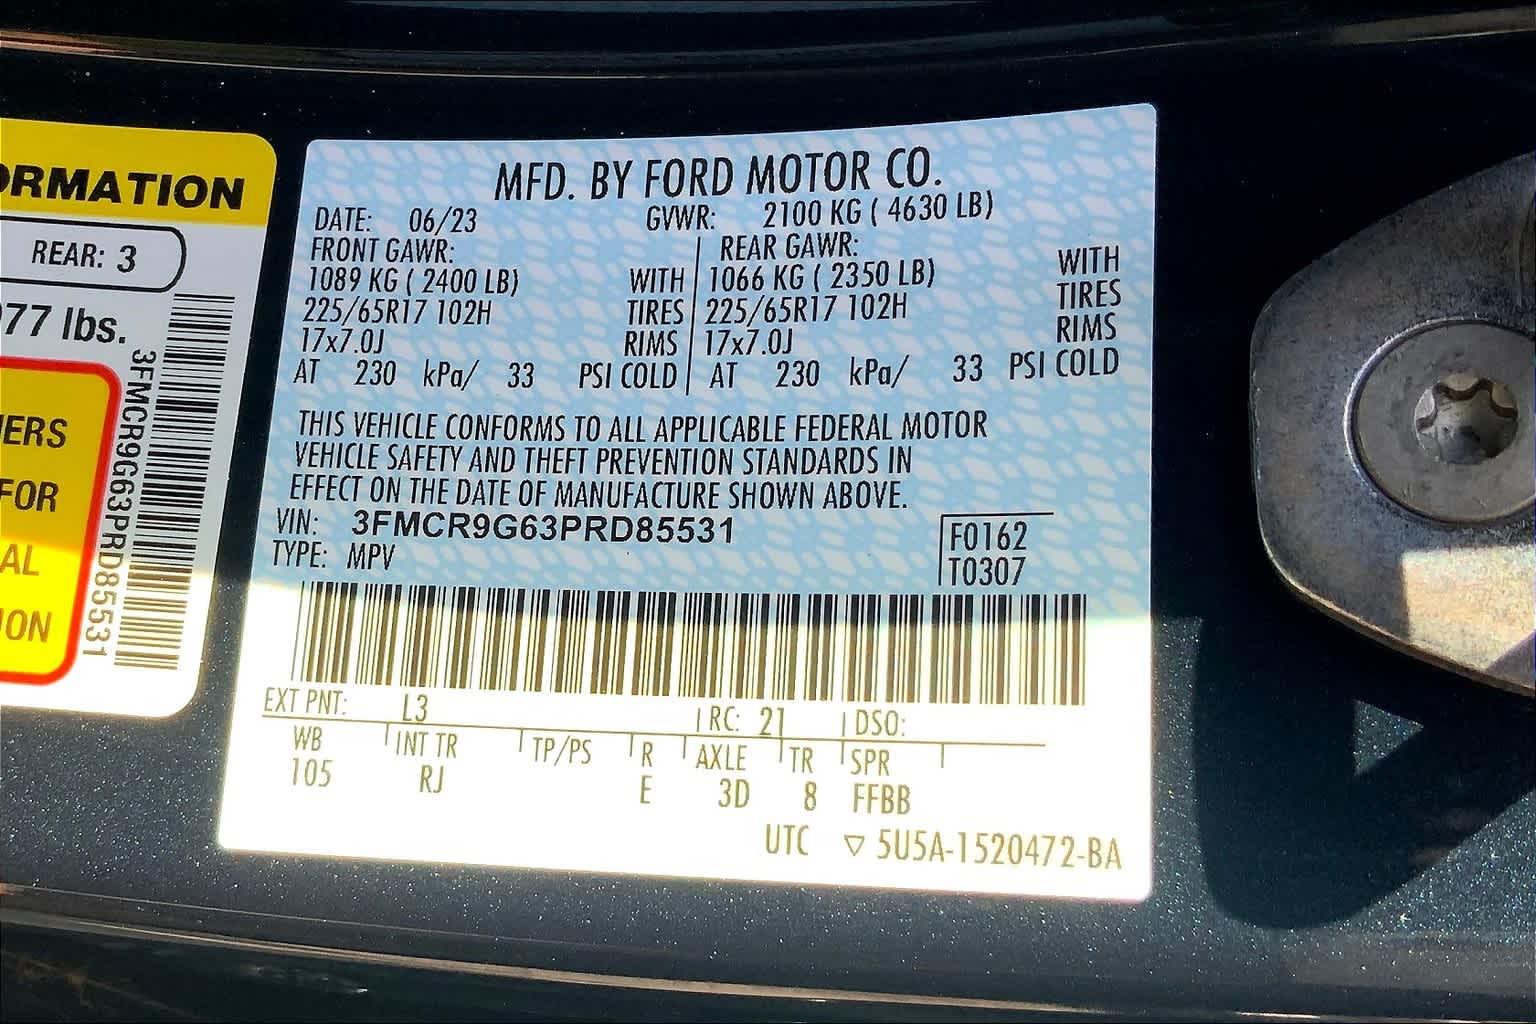 ORMATION
REAR: 3
77 lbs.
ERS
FOR
AL
ION
3FMCR9G63PRD85531
MFD. BY FORD MOTOR CO.
DATE: 06/23 GVWR: 2100 KG ( 4630 LB)
FRONT GAWR: REAR GAWR:
1089 KG ( 2400 LB) WITH 1066 KG ( 2350 LB) WITH
225/65R17 102H TIRES 225/65R17 102H TIRES
17x7.0J RIMS 17x7.0J RIMS
AT 230 kPa/ 33 PSI COLD AT 230 kPa/ 33 PSI COLD
THIS VEHICLE CONFORMS TO ALL APPLICABLE FEDERAL MOTOR
VEHICLE SAFETY AND THEFT PREVENTION STANDARDS IN
EFFECT ON THE DATE OF MANUFACTURE SHOWN ABOVE.
VIN: 3FMCR9G63PRD85531 F0162
TYPE: MPV T0307
EXT PNT: L3 RC: 21 DSO:
WB INT TR TP/PS R AXLE TR SPR
105 RJ E 3D 8 FFBB
UTC ▽ 5U5A-1520472-BA